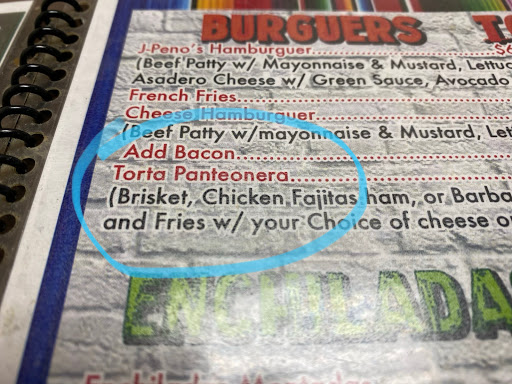 BURGUERS
J-Peno's Hamburguer.......... $6
(Beef Patty w/ Mayonnaise & Mustard, Lettuc
Asadero Cheese w/ Green Sauce, Avocado
French Fries..........
Cheese Hamburguer..........
(Beef Patty w/mayonnaise & Mustard, Let
Add Bacon..........
Torta Panteonera..........
(Brisket, Chicken Fajitas ham, or Barba
and Fries w/ your Choice of cheese o
ENCHILADA